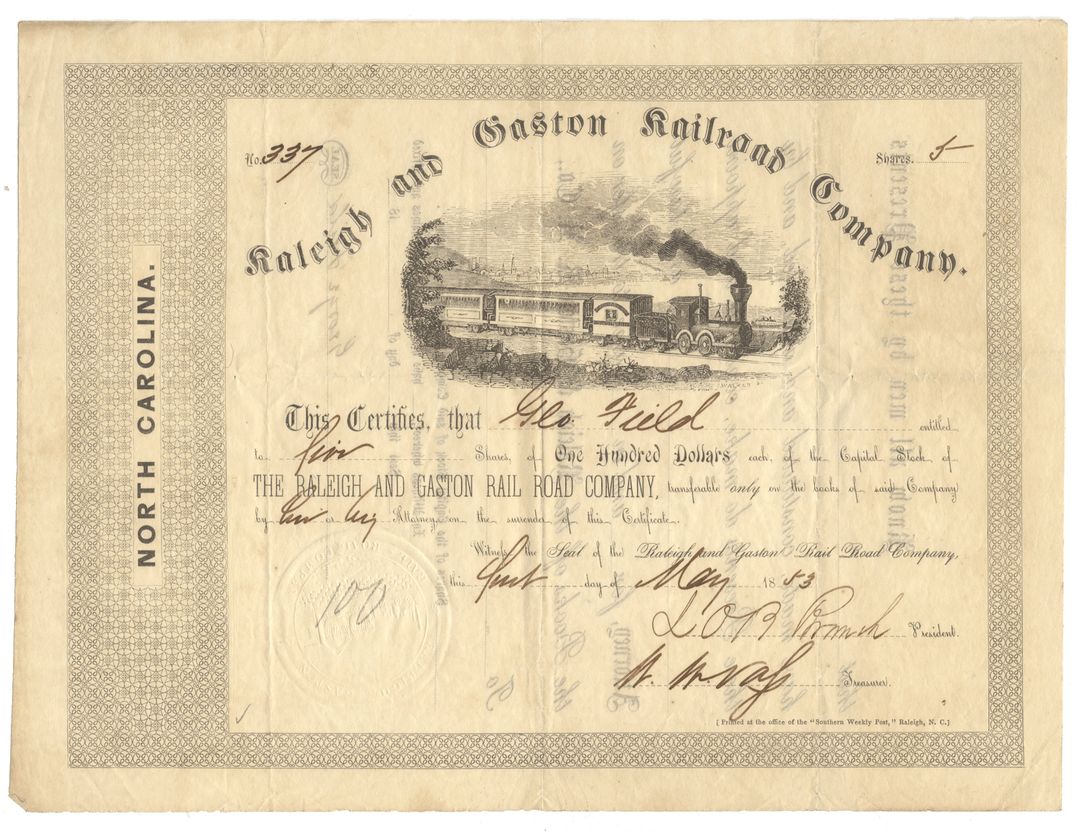 NORTH CAROLINA.
Raleigh and Gaston Railroad Company.
No. 337
Shares. 5
This Certifies, that Geo. Field entitled
to five Shares, of One Hundred Dollars each, of the Capital Stock of
THE RALEIGH AND GASTON RAIL ROAD COMPANY, transferable only on the books of said Company
by him or his Attorney on the surrender of this Certificate.
Witness the Seal of the Raleigh and Gaston Rail Road Company,
this first day of May 1853
L O B Branch President.
W. W. Vass Treasurer.
100
[ Printed at the office of the "Southern Weekly Post," Raleigh, N. C.]